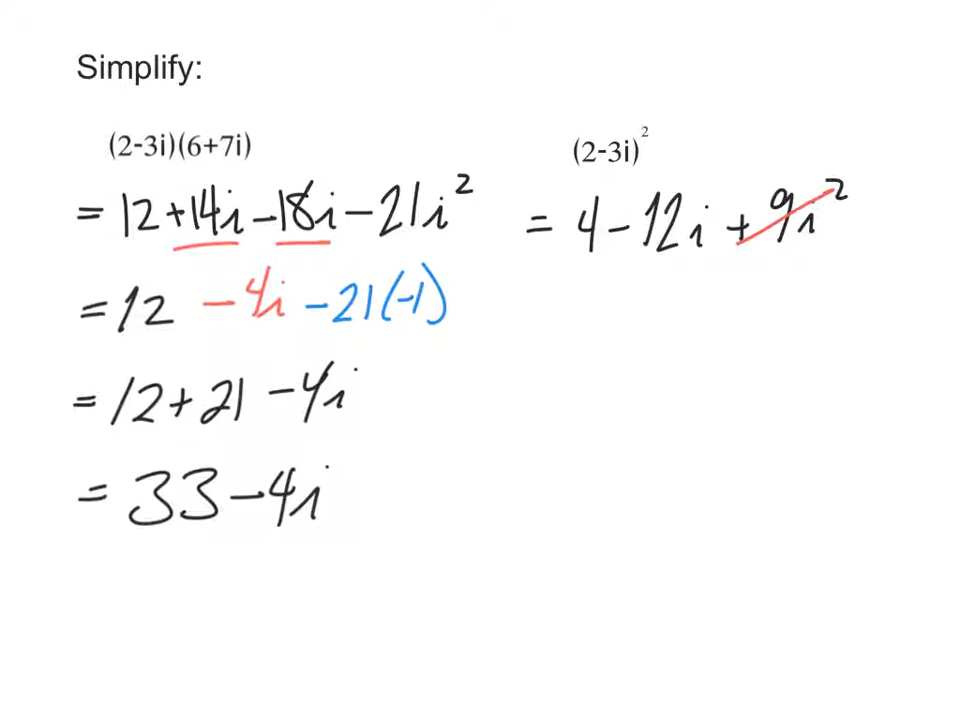 Simplify:
(2-3i)(6+7i)
= 12 + 14i - 18i - 21i²
= 12 - 4i - 21(-1)
= 12 + 21 - 4i
= 33 - 4i
(2-3i)²
= 4 - 12i + 9i²